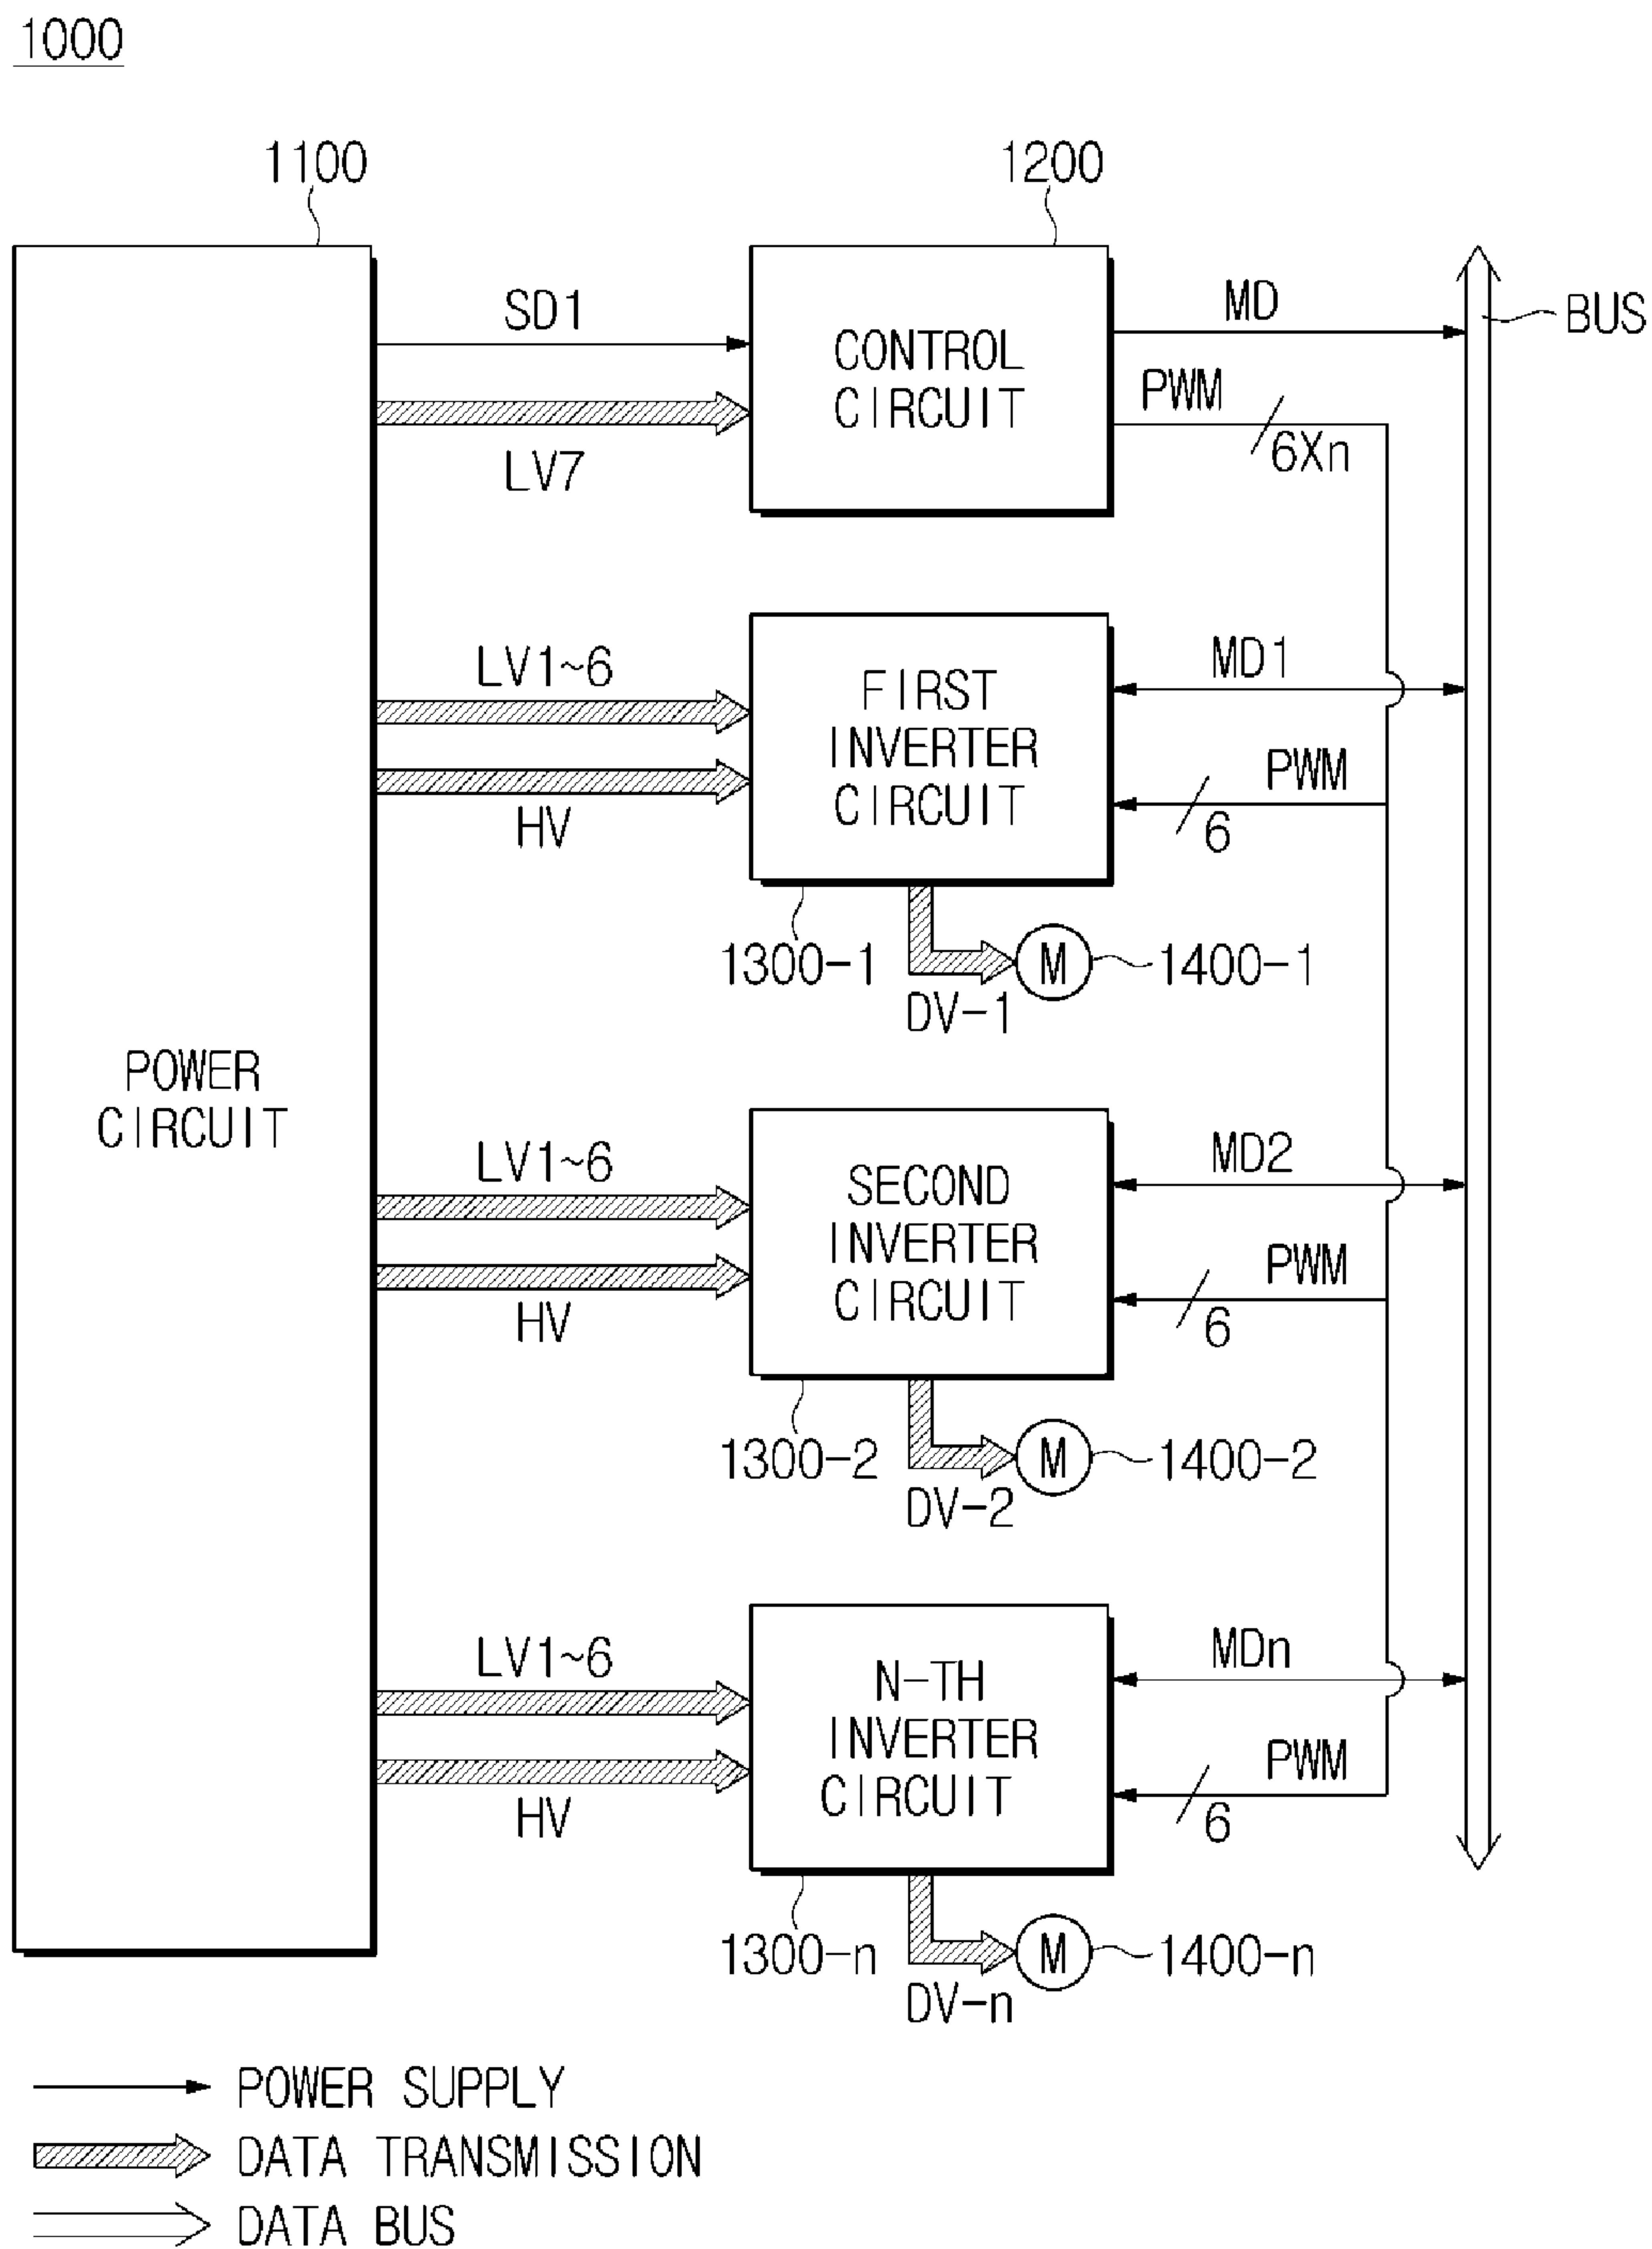 1000
1100
1200
SD1
LV7
CONTROL
CIRCUIT
MD
BUS
PWM
6Xn
LV1~6
HV
FIRST
INVERTER
CIRCUIT
MD1
PWM
6
1300-1
M
1400-1
DV-1
POWER
CIRCUIT
LV1~6
HV
SECOND
INVERTER
CIRCUIT
MD2
PWM
6
1300-2
M
1400-2
DV-2
LV1~6
HV
N-TH
INVERTER
CIRCUIT
MDn
PWM
6
1300-n
M
1400-n
DV-n
POWER SUPPLY
DATA TRANSMISSION
DATA BUS